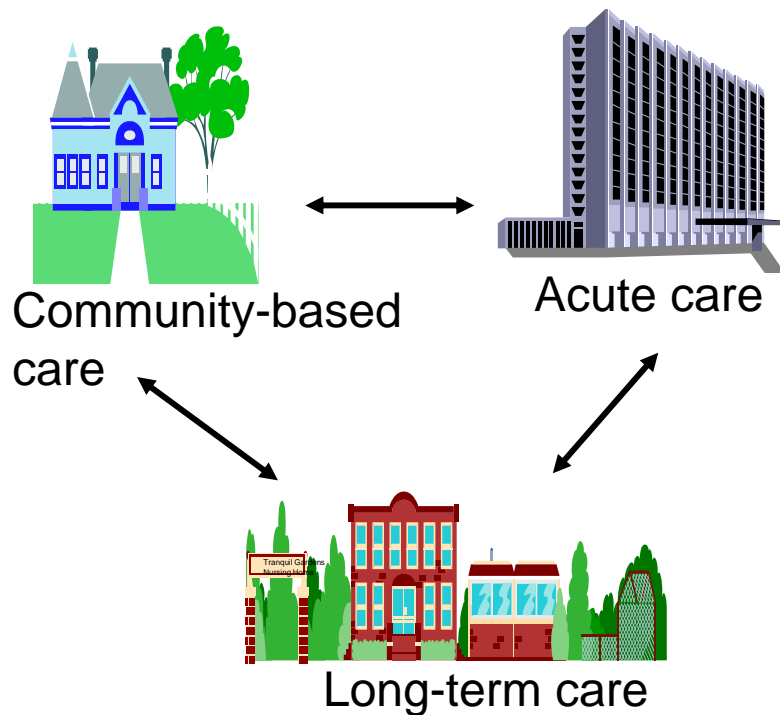 Community-based
care
Acute care
Tranquil Gardens
Nursing Home
Long-term care